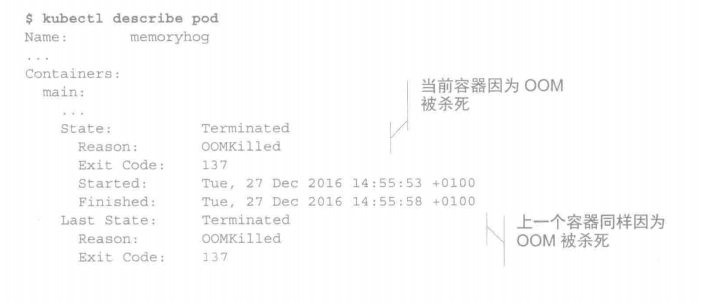 $ kubectl describe pod
Name: memoryhog
...
Containers:
main:
当前容器因为 OOM
被杀死
...
State: Terminated
Reason: OOMKilled
Exit Code: 137
Started: Tue, 27 Dec 2016 14:55:53 +0100
Finished: Tue, 27 Dec 2016 14:55:58 +0100
Last State: Terminated
上一个容器同样因为
OOM 被杀死
Reason: OOMKilled
Exit Code: 137